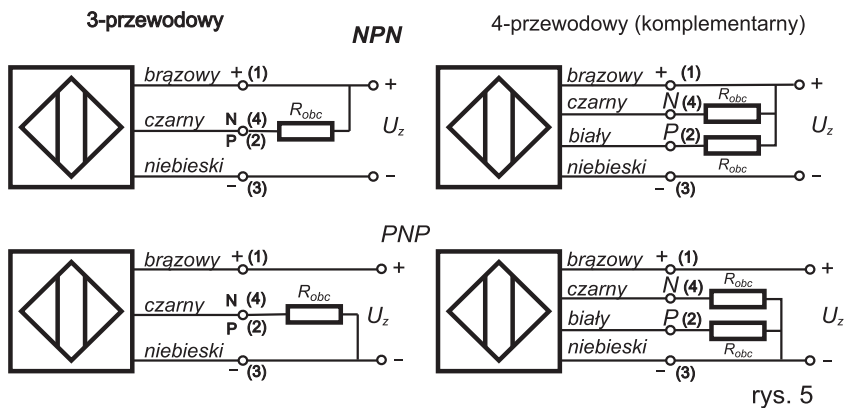 3-przewodowy
NPN
4-przewodowy (komplementarny)
brązowy + (1) +
czarny N (4) R_obc
P (2)
U_z
niebieski − (3) −
brązowy + (1) +
czarny N (4) R_obc
biały P (2) R_obc
U_z
niebieski − (3) −
PNP
brązowy + (1) +
czarny N (4) R_obc
P (2)
U_z
niebieski − (3) −
brązowy + (1) +
czarny N (4) R_obc
biały P (2) R_obc
U_z
niebieski − (3) −
rys. 5